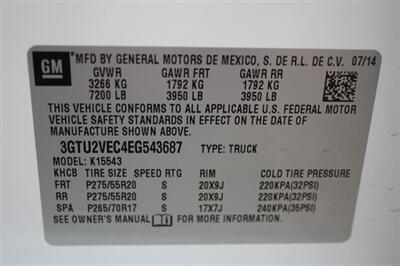 GM
MFD BY GENERAL MOTORS DE MEXICO, S. DE R.L. DE C.V. 07/14
GVWR GAWR FRT GAWR RR
3266 KG 1792 KG 1792 KG
7200 LB 3950 LB 3950 LB
THIS VEHICLE CONFORMS TO ALL APPLICABLE U.S. FEDERAL MOTOR
VEHICLE SAFETY STANDARDS IN EFFECT ON THE DATE OF
MANUFACTURE SHOWN ABOVE.
3GTU2VEC4EG543687 TYPE: TRUCK
MODEL: K15543
KHCB TIRE SIZE SPEED RTG RIM COLD TIRE PRESSURE
FRT P275/55R20 S 20X9J 220KPA(32PSI)
RR P275/55R20 S 20X9J 220KPA(32PSI)
SPA P265/70R17 S 17X7J 240KPA(35PSI)
SEE OWNER'S MANUAL FOR MORE INFORMATION.